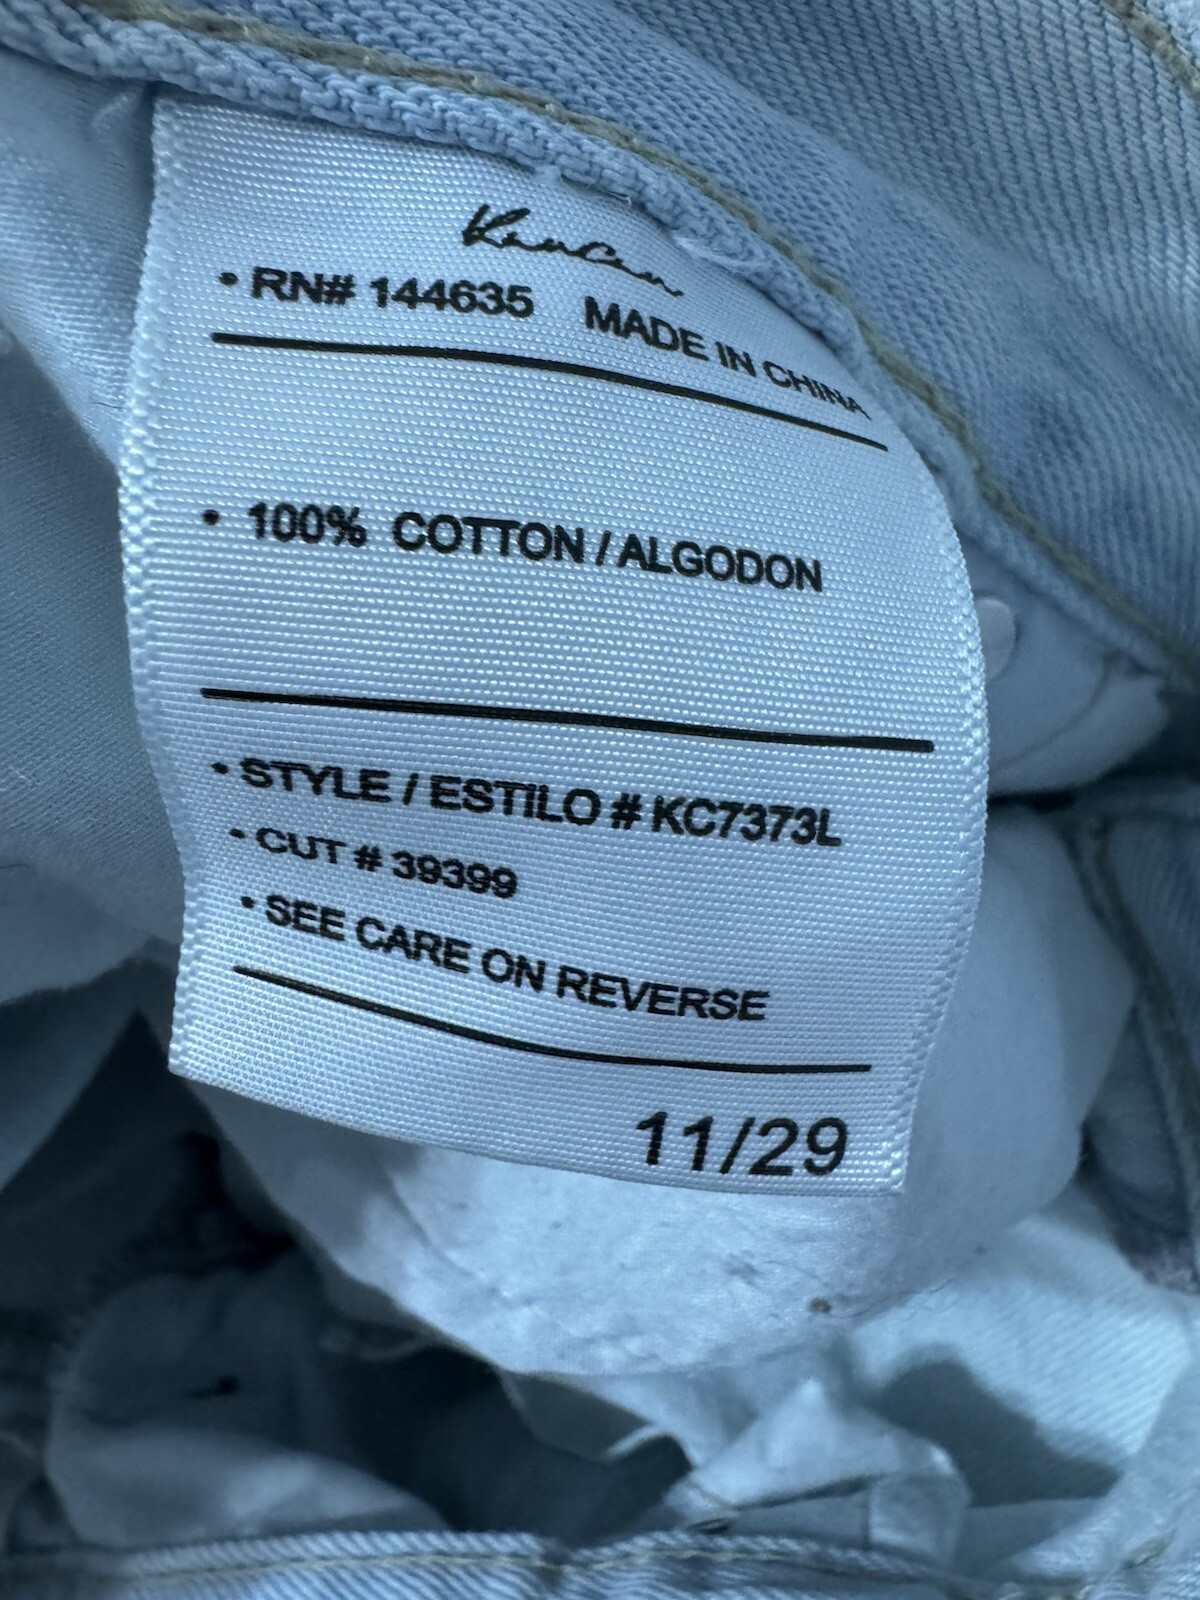 KanCan
• RN# 144635 MADE IN CHINA
• 100% COTTON / ALGODON
• STYLE / ESTILO # KC7373L
• CUT # 39399
• SEE CARE ON REVERSE
11/29